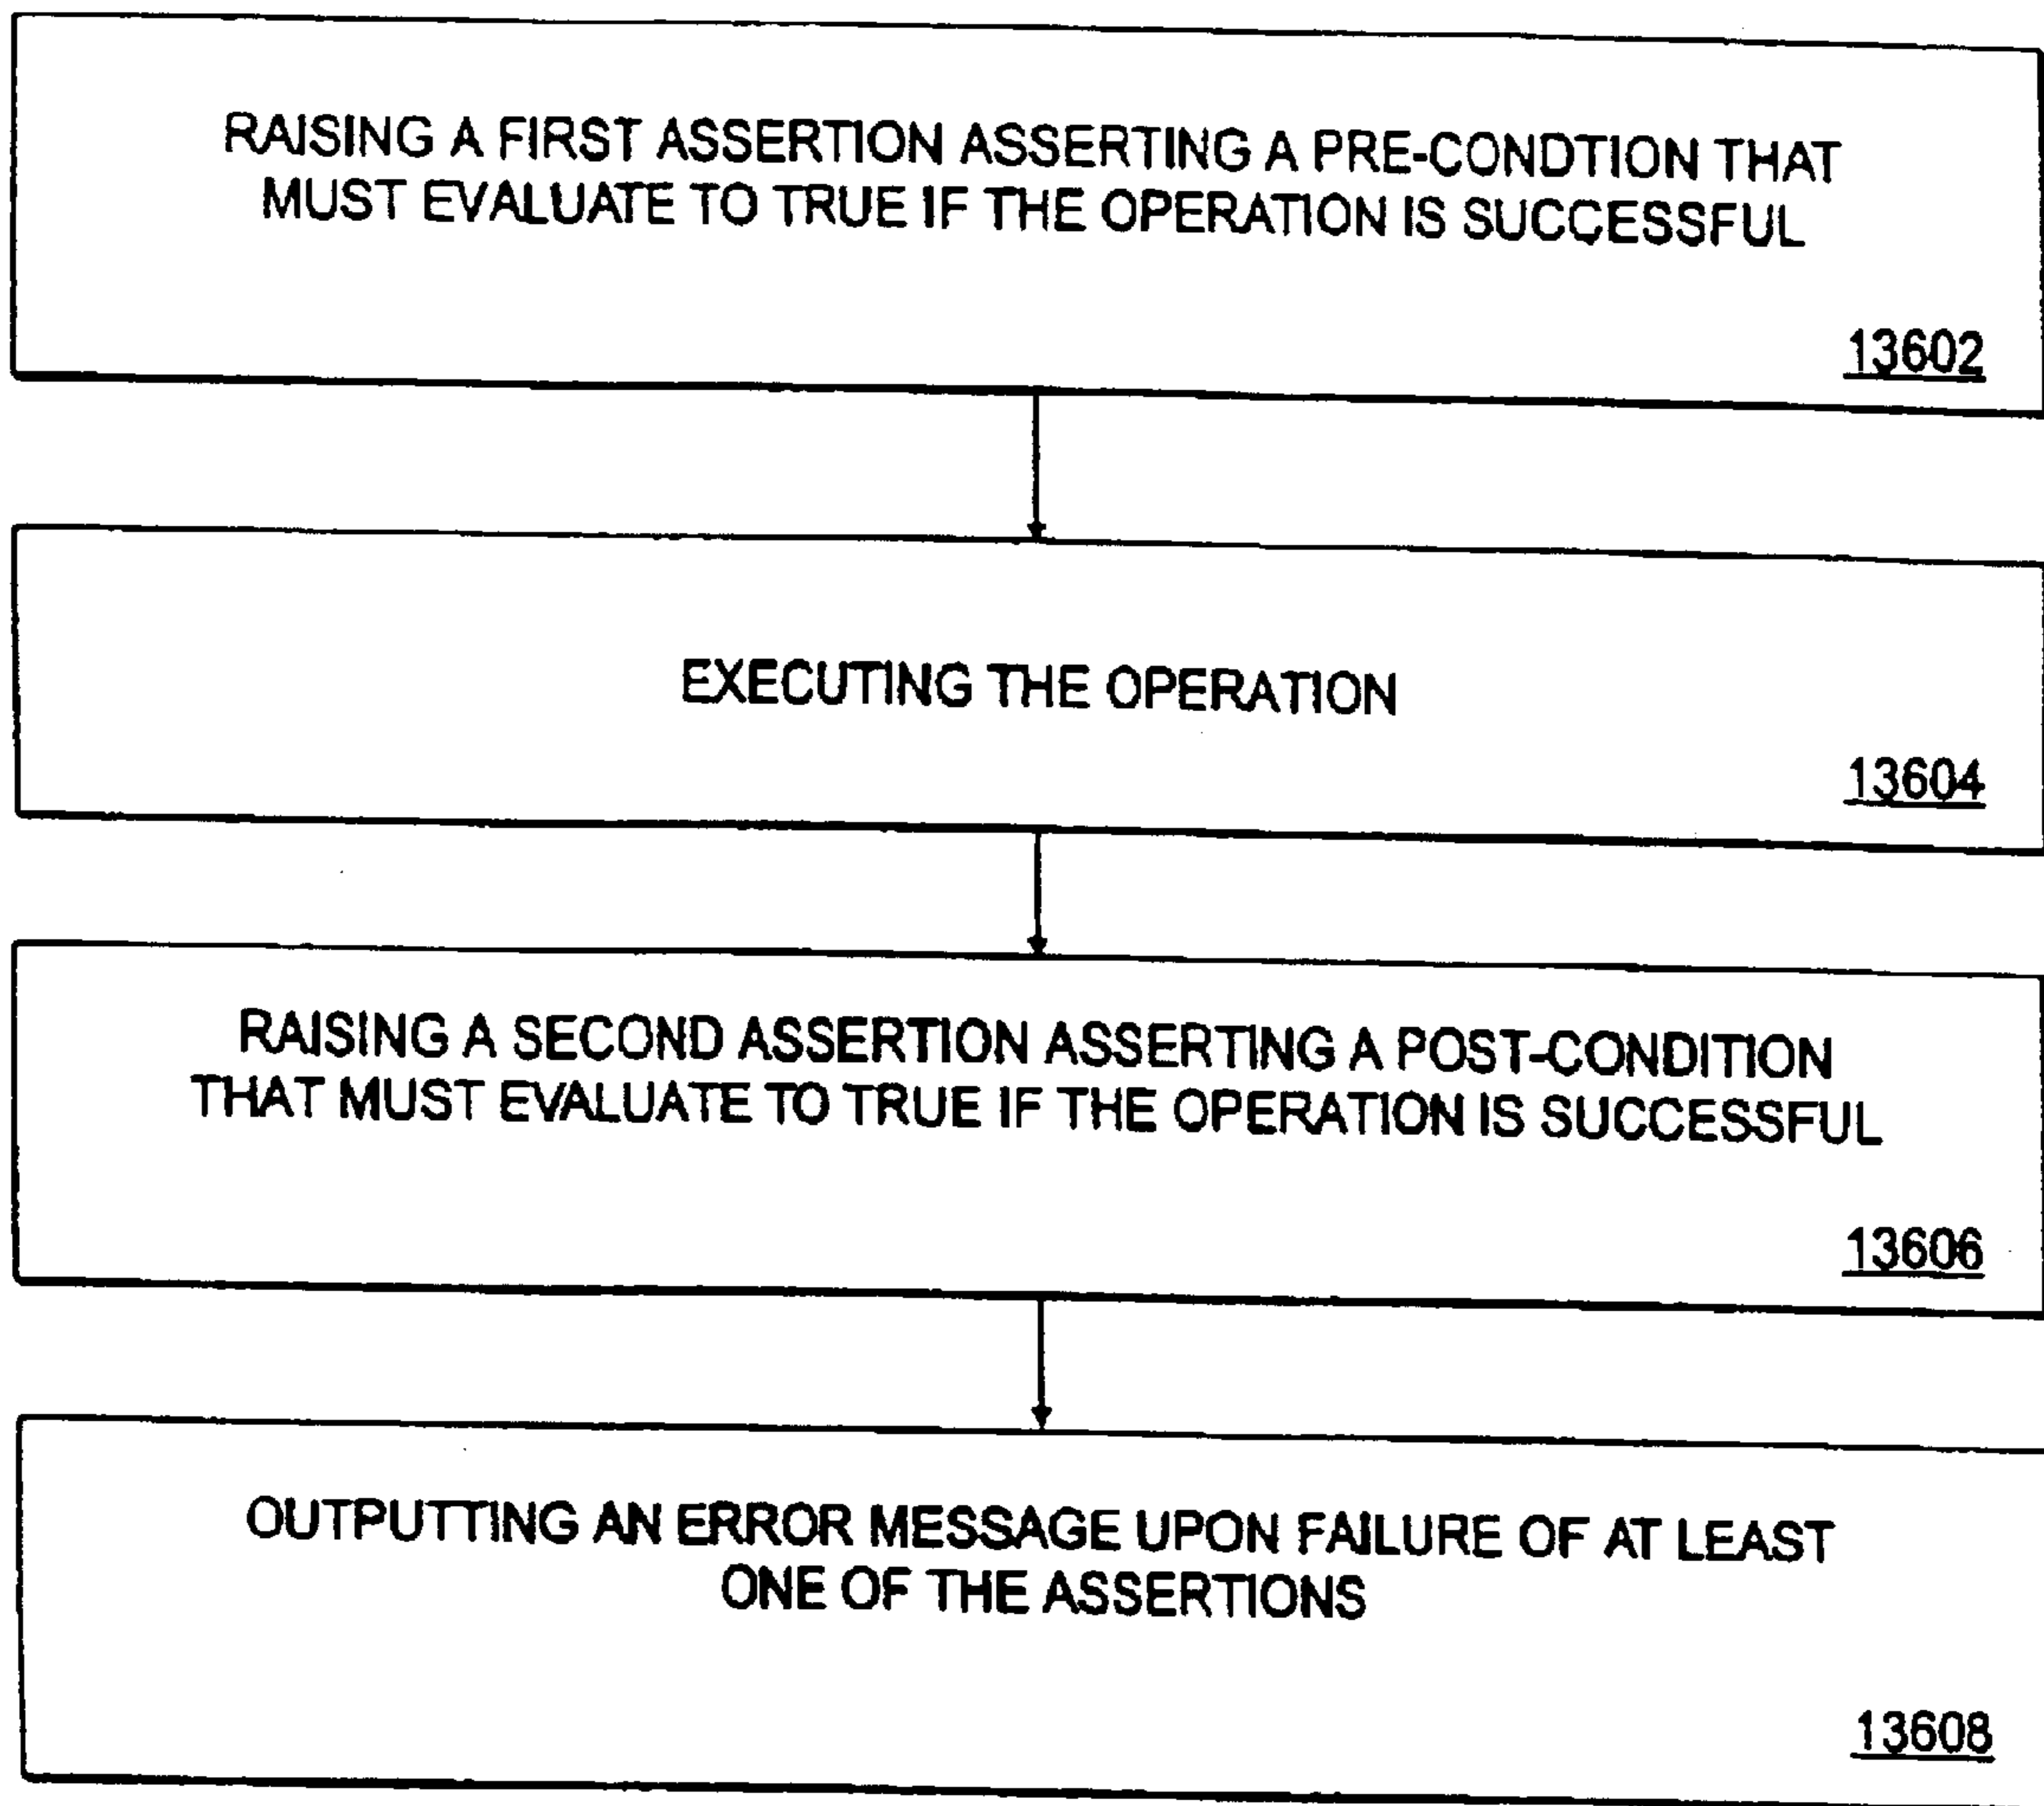 RAISING A FIRST ASSERTION ASSERTING A PRE-CONDTION THAT
MUST EVALUATE TO TRUE IF THE OPERATION IS SUCCESSFUL
13602
EXECUTING THE OPERATION
13604
RAISING A SECOND ASSERTION ASSERTING A POST-CONDITION
THAT MUST EVALUATE TO TRUE IF THE OPERATION IS SUCCESSFUL
13606
OUTPUTTING AN ERROR MESSAGE UPON FAILURE OF AT LEAST
ONE OF THE ASSERTIONS
13608